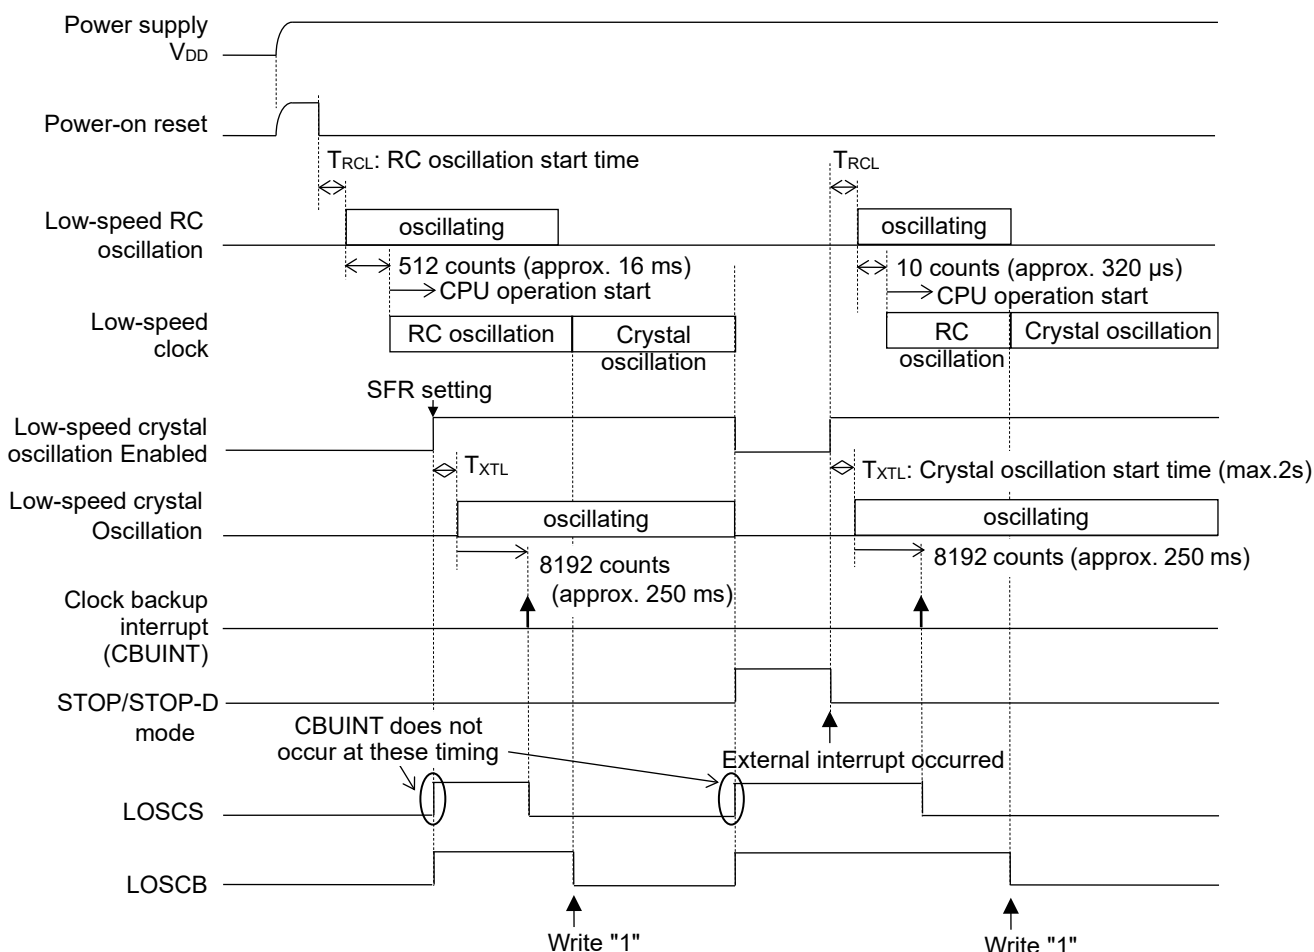 Power supply
VDD
Power-on reset
TRCL: RC oscillation start time
TRCL
Low-speed RC
oscillation
oscillating
oscillating
512 counts (approx. 16 ms)
10 counts (approx. 320 µs)
CPU operation start
CPU operation start
Low-speed
clock
RC oscillation
Crystal
oscillation
RC
oscillation
Crystal oscillation
SFR setting
Low-speed crystal
oscillation Enabled
TXTL
TXTL: Crystal oscillation start time (max.2s)
Low-speed crystal
Oscillation
oscillating
oscillating
8192 counts
(approx. 250 ms)
8192 counts (approx. 250 ms)
Clock backup
interrupt
(CBUINT)
STOP/STOP-D
mode
CBUINT does not
occur at these timing
External interrupt occurred
LOSCS
LOSCB
Write "1"
Write "1"